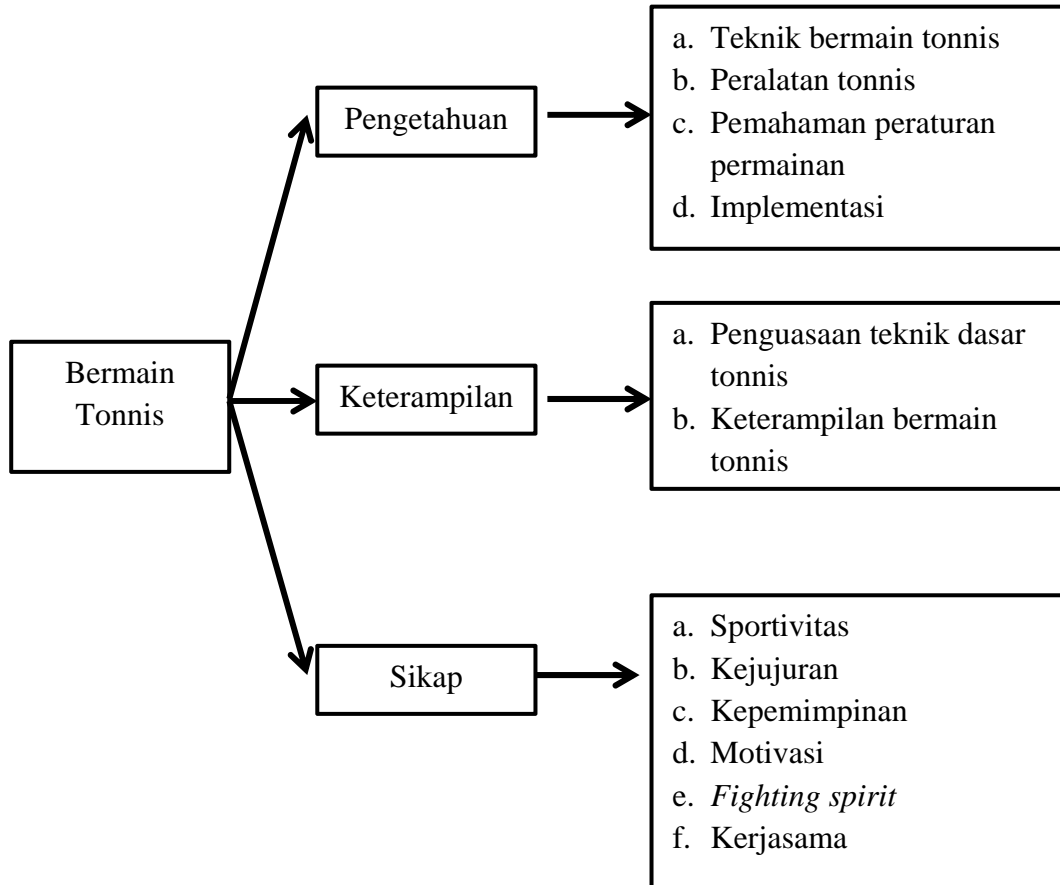 Bermain
Tonnis
Pengetahuan
a. Teknik bermain tonnis
b. Peralatan tonnis
c. Pemahaman peraturan
permainan
d. Implementasi
Keterampilan
a. Penguasaan teknik dasar
tonnis
b. Keterampilan bermain
tonnis
Sikap
a. Sportivitas
b. Kejujuran
c. Kepemimpinan
d. Motivasi
e. Fighting spirit
f. Kerjasama